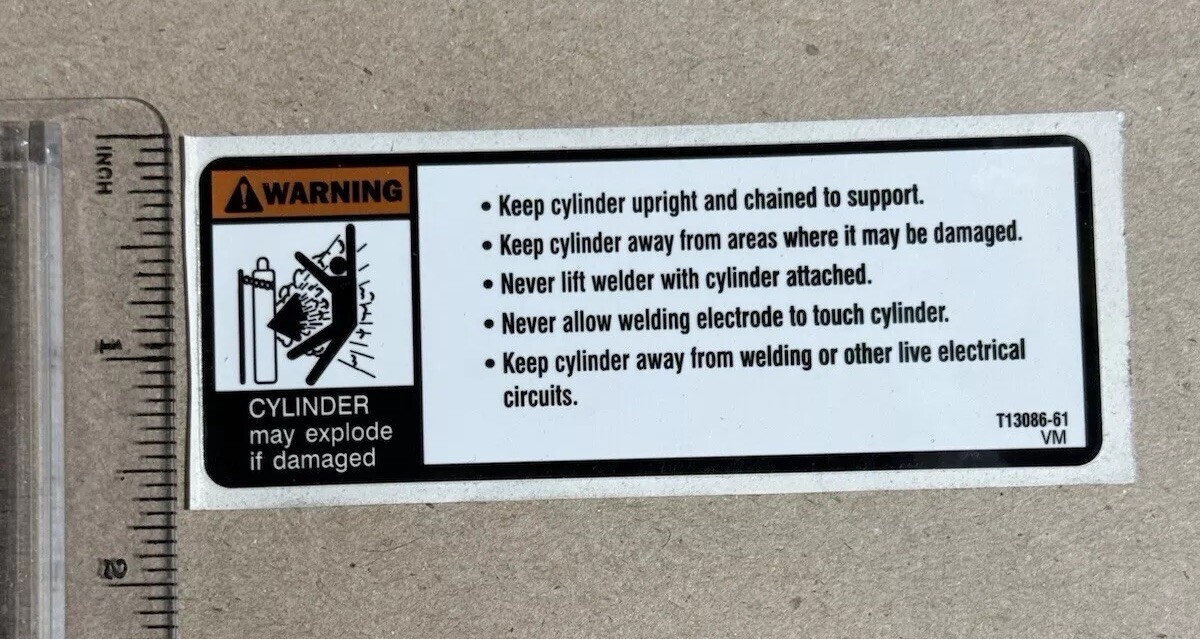 INCH
1
2
WARNING
CYLINDER
may explode
if damaged
• Keep cylinder upright and chained to support.
• Keep cylinder away from areas where it may be damaged.
• Never lift welder with cylinder attached.
• Never allow welding electrode to touch cylinder.
• Keep cylinder away from welding or other live electrical
circuits.
T13086-61
VM